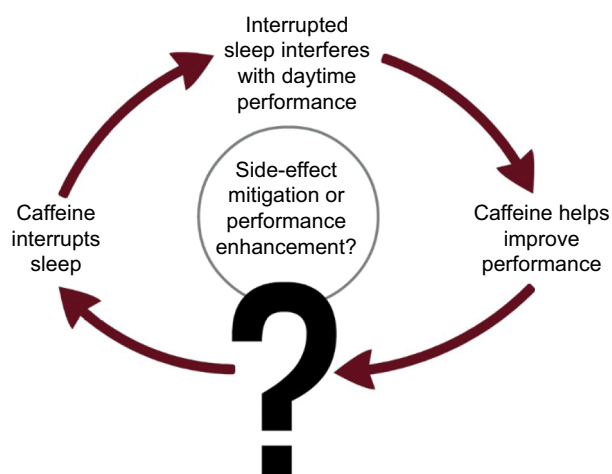 Interrupted
sleep interferes
with daytime
performance
Side-effect
mitigation or
performance
enhancement?
Caffeine
interrupts
sleep
Caffeine helps
improve
performance
?